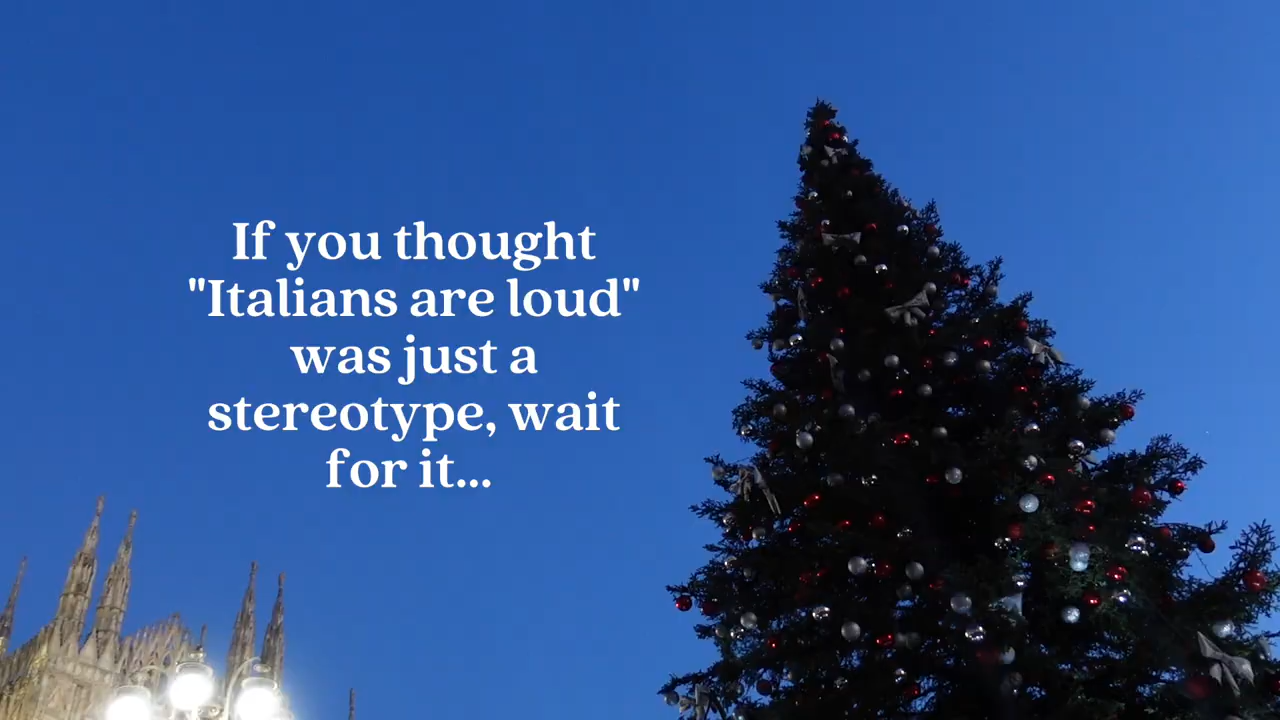 If you thought
"Italians are loud"
was just a
stereotype, wait
for it...